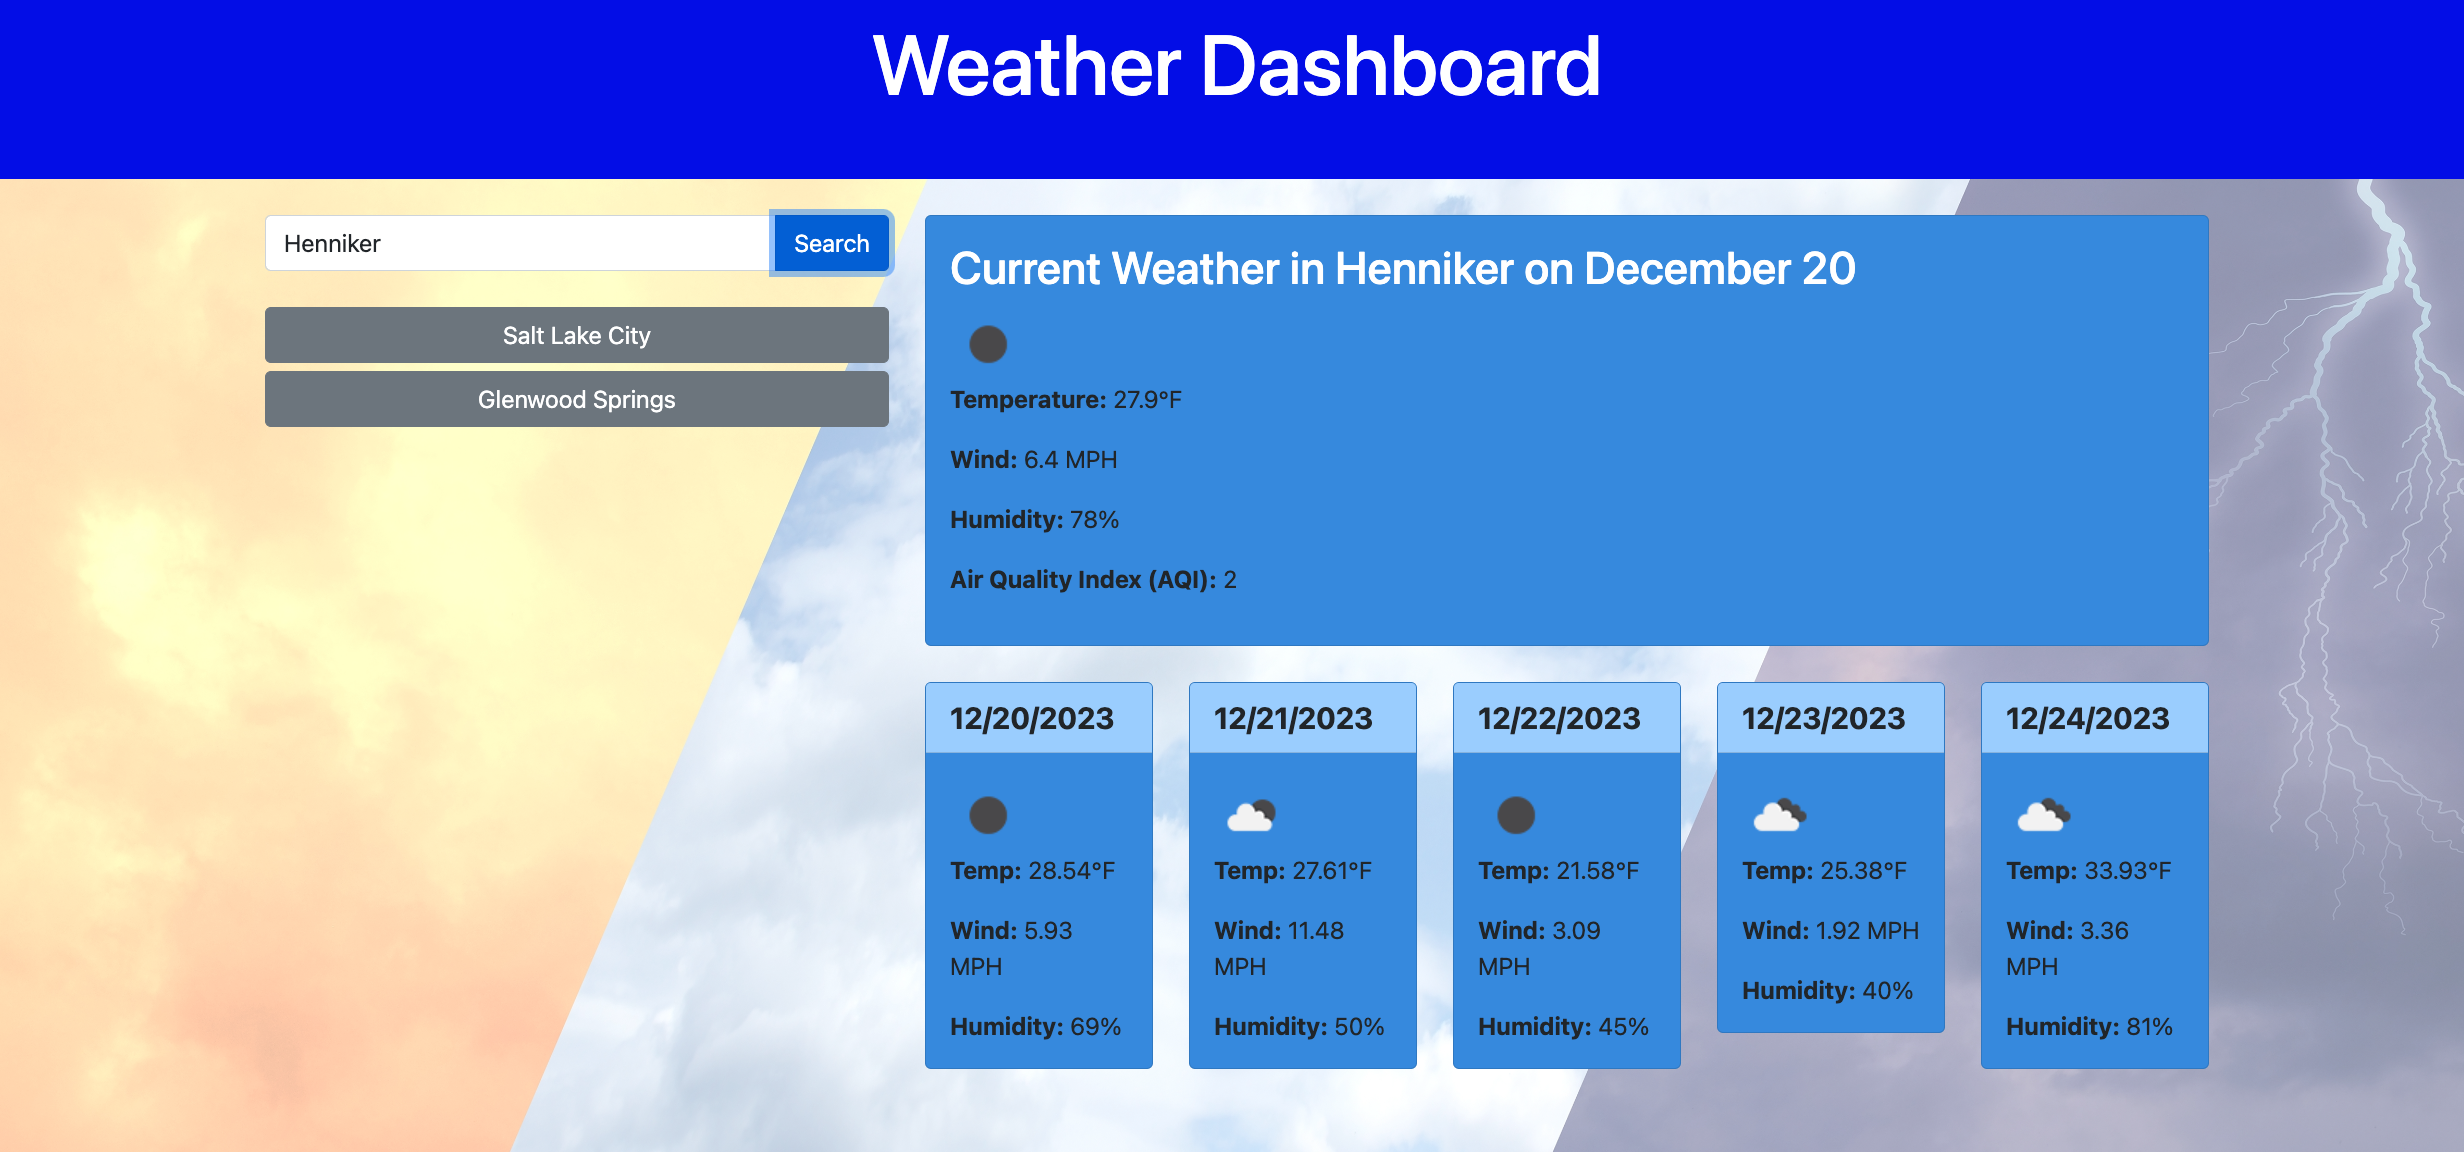 Weather Dashboard
Henniker
Search
Salt Lake City
Glenwood Springs
Current Weather in Henniker on December 20
Temperature: 27.9°F
Wind: 6.4 MPH
Humidity: 78%
Air Quality Index (AQI): 2
12/20/2023
Temp: 28.54°F
Wind: 5.93
MPH
Humidity: 69%
12/21/2023
Temp: 27.61°F
Wind: 11.48
MPH
Humidity: 50%
12/22/2023
Temp: 21.58°F
Wind: 3.09
MPH
Humidity: 45%
12/23/2023
Temp: 25.38°F
Wind: 1.92 MPH
Humidity: 40%
12/24/2023
Temp: 33.93°F
Wind: 3.36
MPH
Humidity: 81%